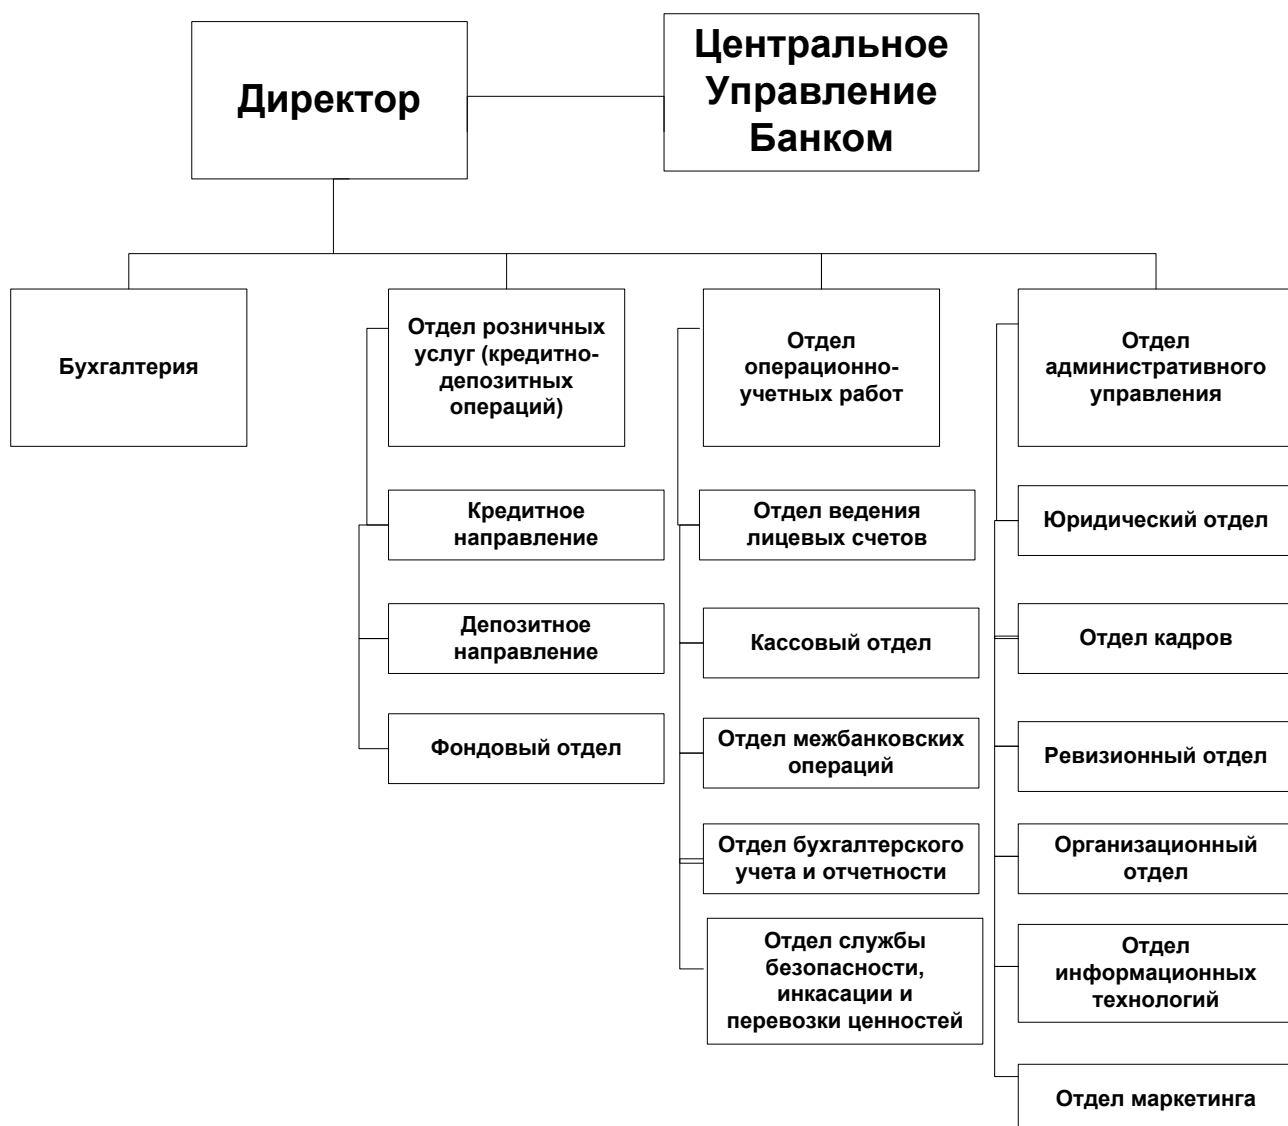 Директор
Центральное
Управление
Банком
Бухгалтерия
Отдел розничных
услуг (кредитно-
депозитных
операций)
Отдел
операционно-
учетных работ
Отдел
административного
управления
Кредитное
направление
Депозитное
направление
Фондовый отдел
Отдел ведения
лицевых счетов
Кассовый отдел
Отдел межбанковских
операций
Отдел бухгалтерского
учета и отчетности
Отдел службы
безопасности,
инкасации и
перевозки ценностей
Юридический отдел
Отдел кадров
Ревизионный отдел
Организационный
отдел
Отдел
информационных
технологий
Отдел маркетинга